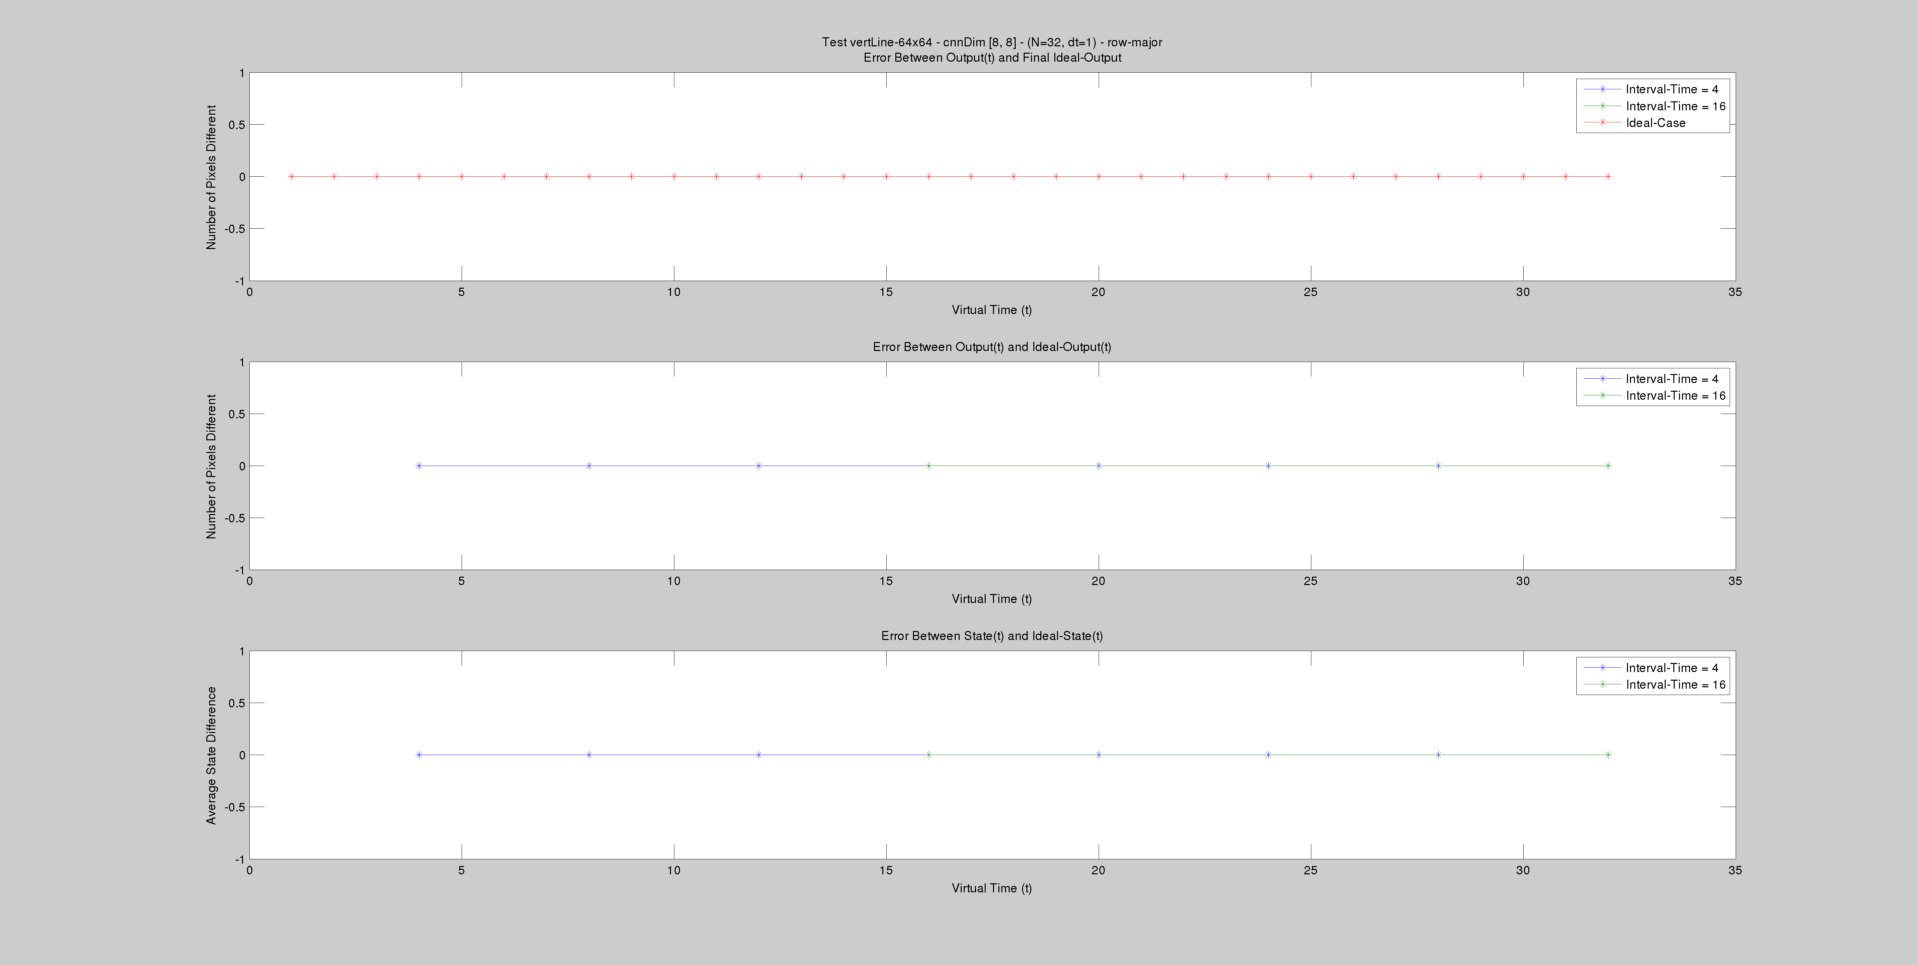 Test vertLine-64x64 - cnnDim [8, 8] - (N=32, dt=1) - row-major
Error Between Output(t) and Final Ideal-Output
Number of Pixels Different
1
0.5
0
-0.5
-1
0 5 10 15 20 25 30 35
Virtual Time (t)
Interval-Time = 4
Interval-Time = 16
Ideal-Case
Error Between Output(t) and Ideal-Output(t)
Number of Pixels Different
1
0.5
0
-0.5
-1
0 5 10 15 20 25 30 35
Virtual Time (t)
Interval-Time = 4
Interval-Time = 16
Error Between State(t) and Ideal-State(t)
Average State Difference
1
0.5
0
-0.5
-1
0 5 10 15 20 25 30 35
Virtual Time (t)
Interval-Time = 4
Interval-Time = 16